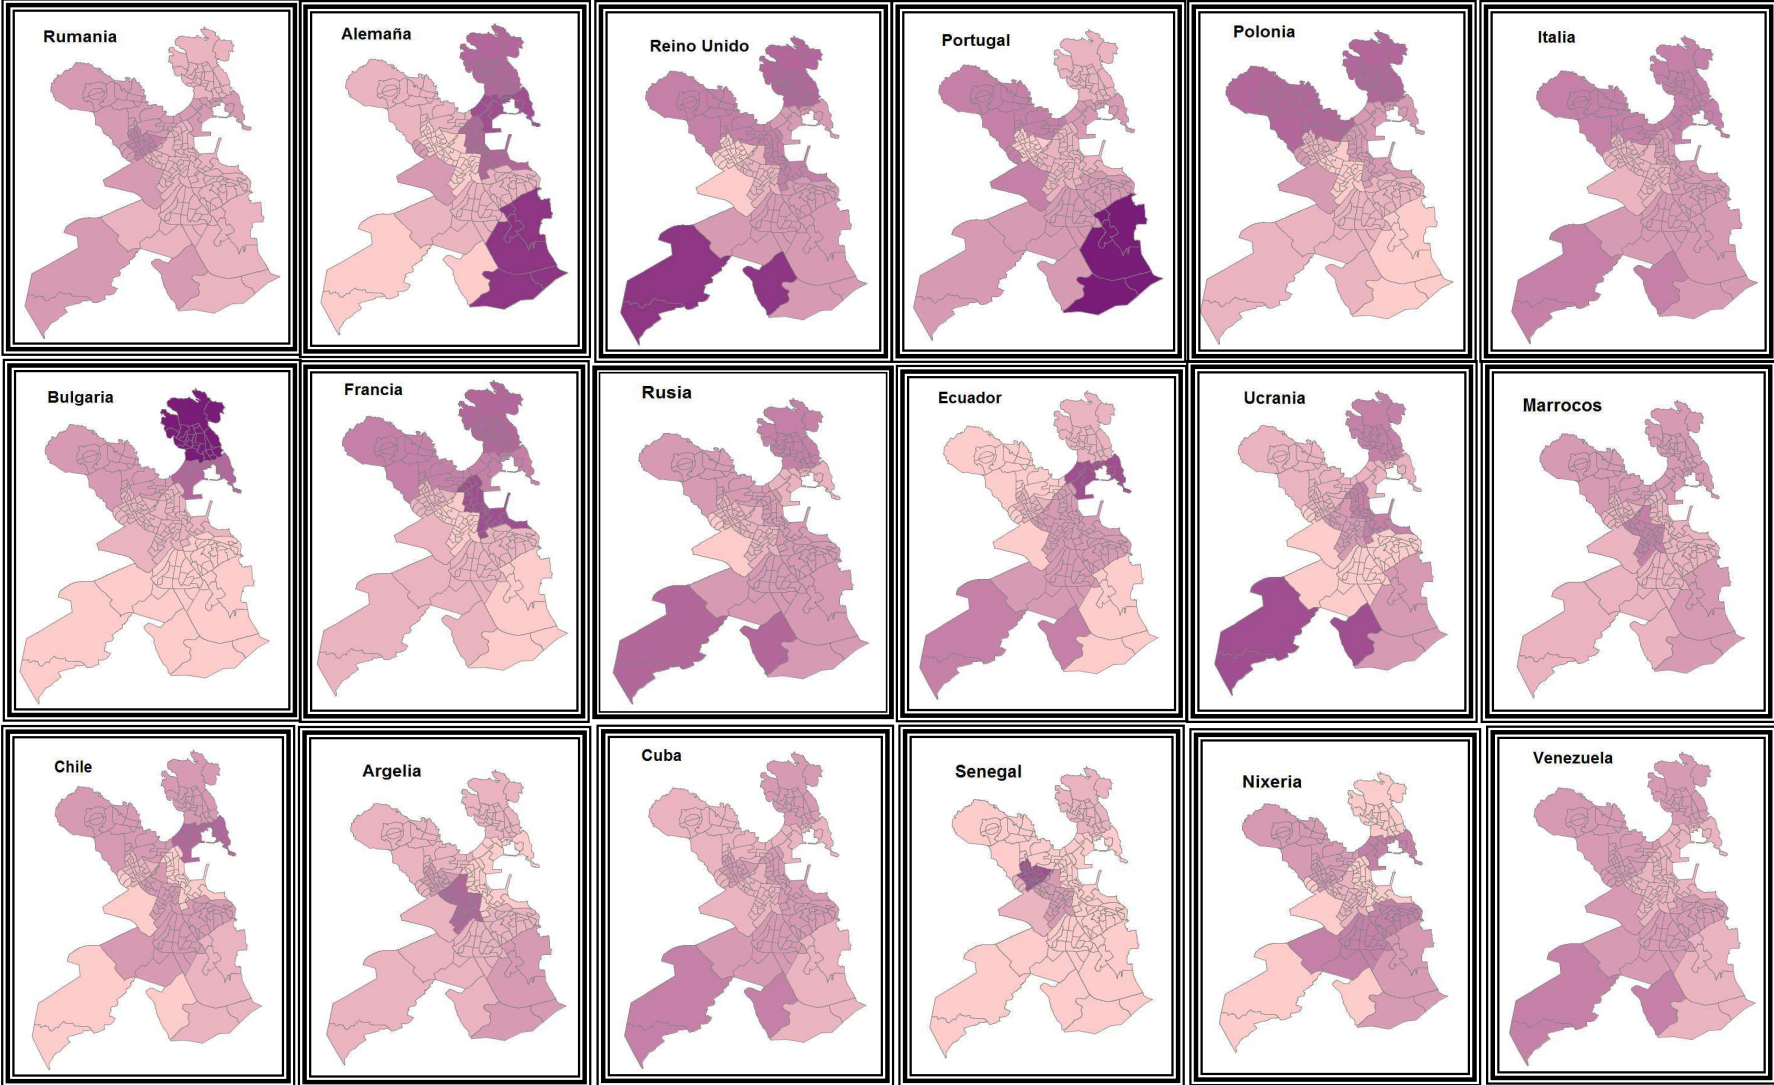 Rumania
Alemaña
Reino Unido
Portugal
Polonia
Italia
Bulgaria
Francia
Rusia
Ecuador
Ucrania
Marrocos
Chile
Argelia
Cuba
Senegal
Nixeria
Venezuela